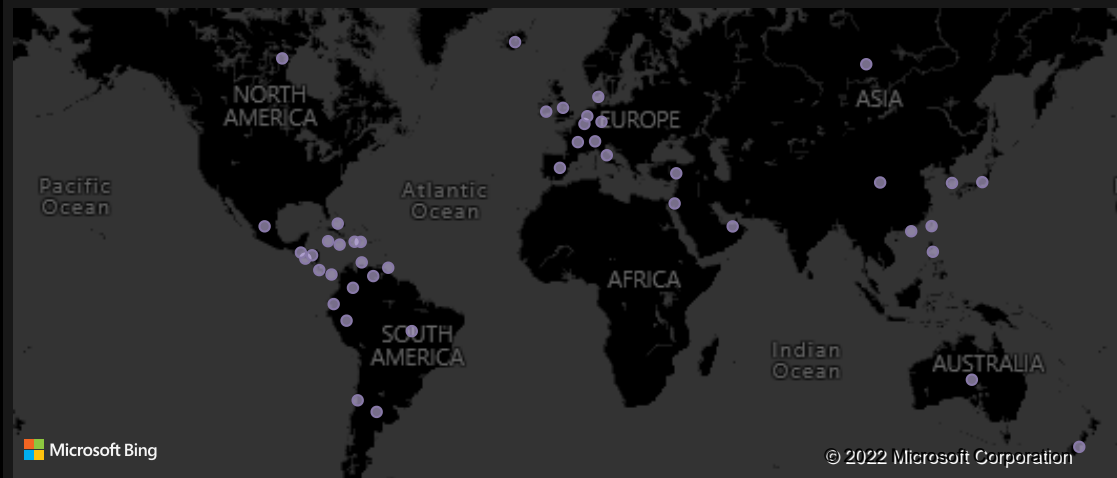 NORTH
AMERICA
EUROPE
ASIA
Pacific
Ocean
Atlantic
Ocean
AFRICA
SOUTH
AMERICA
Indian
Ocean
AUSTRALIA
Microsoft Bing
© 2022 Microsoft Corporation